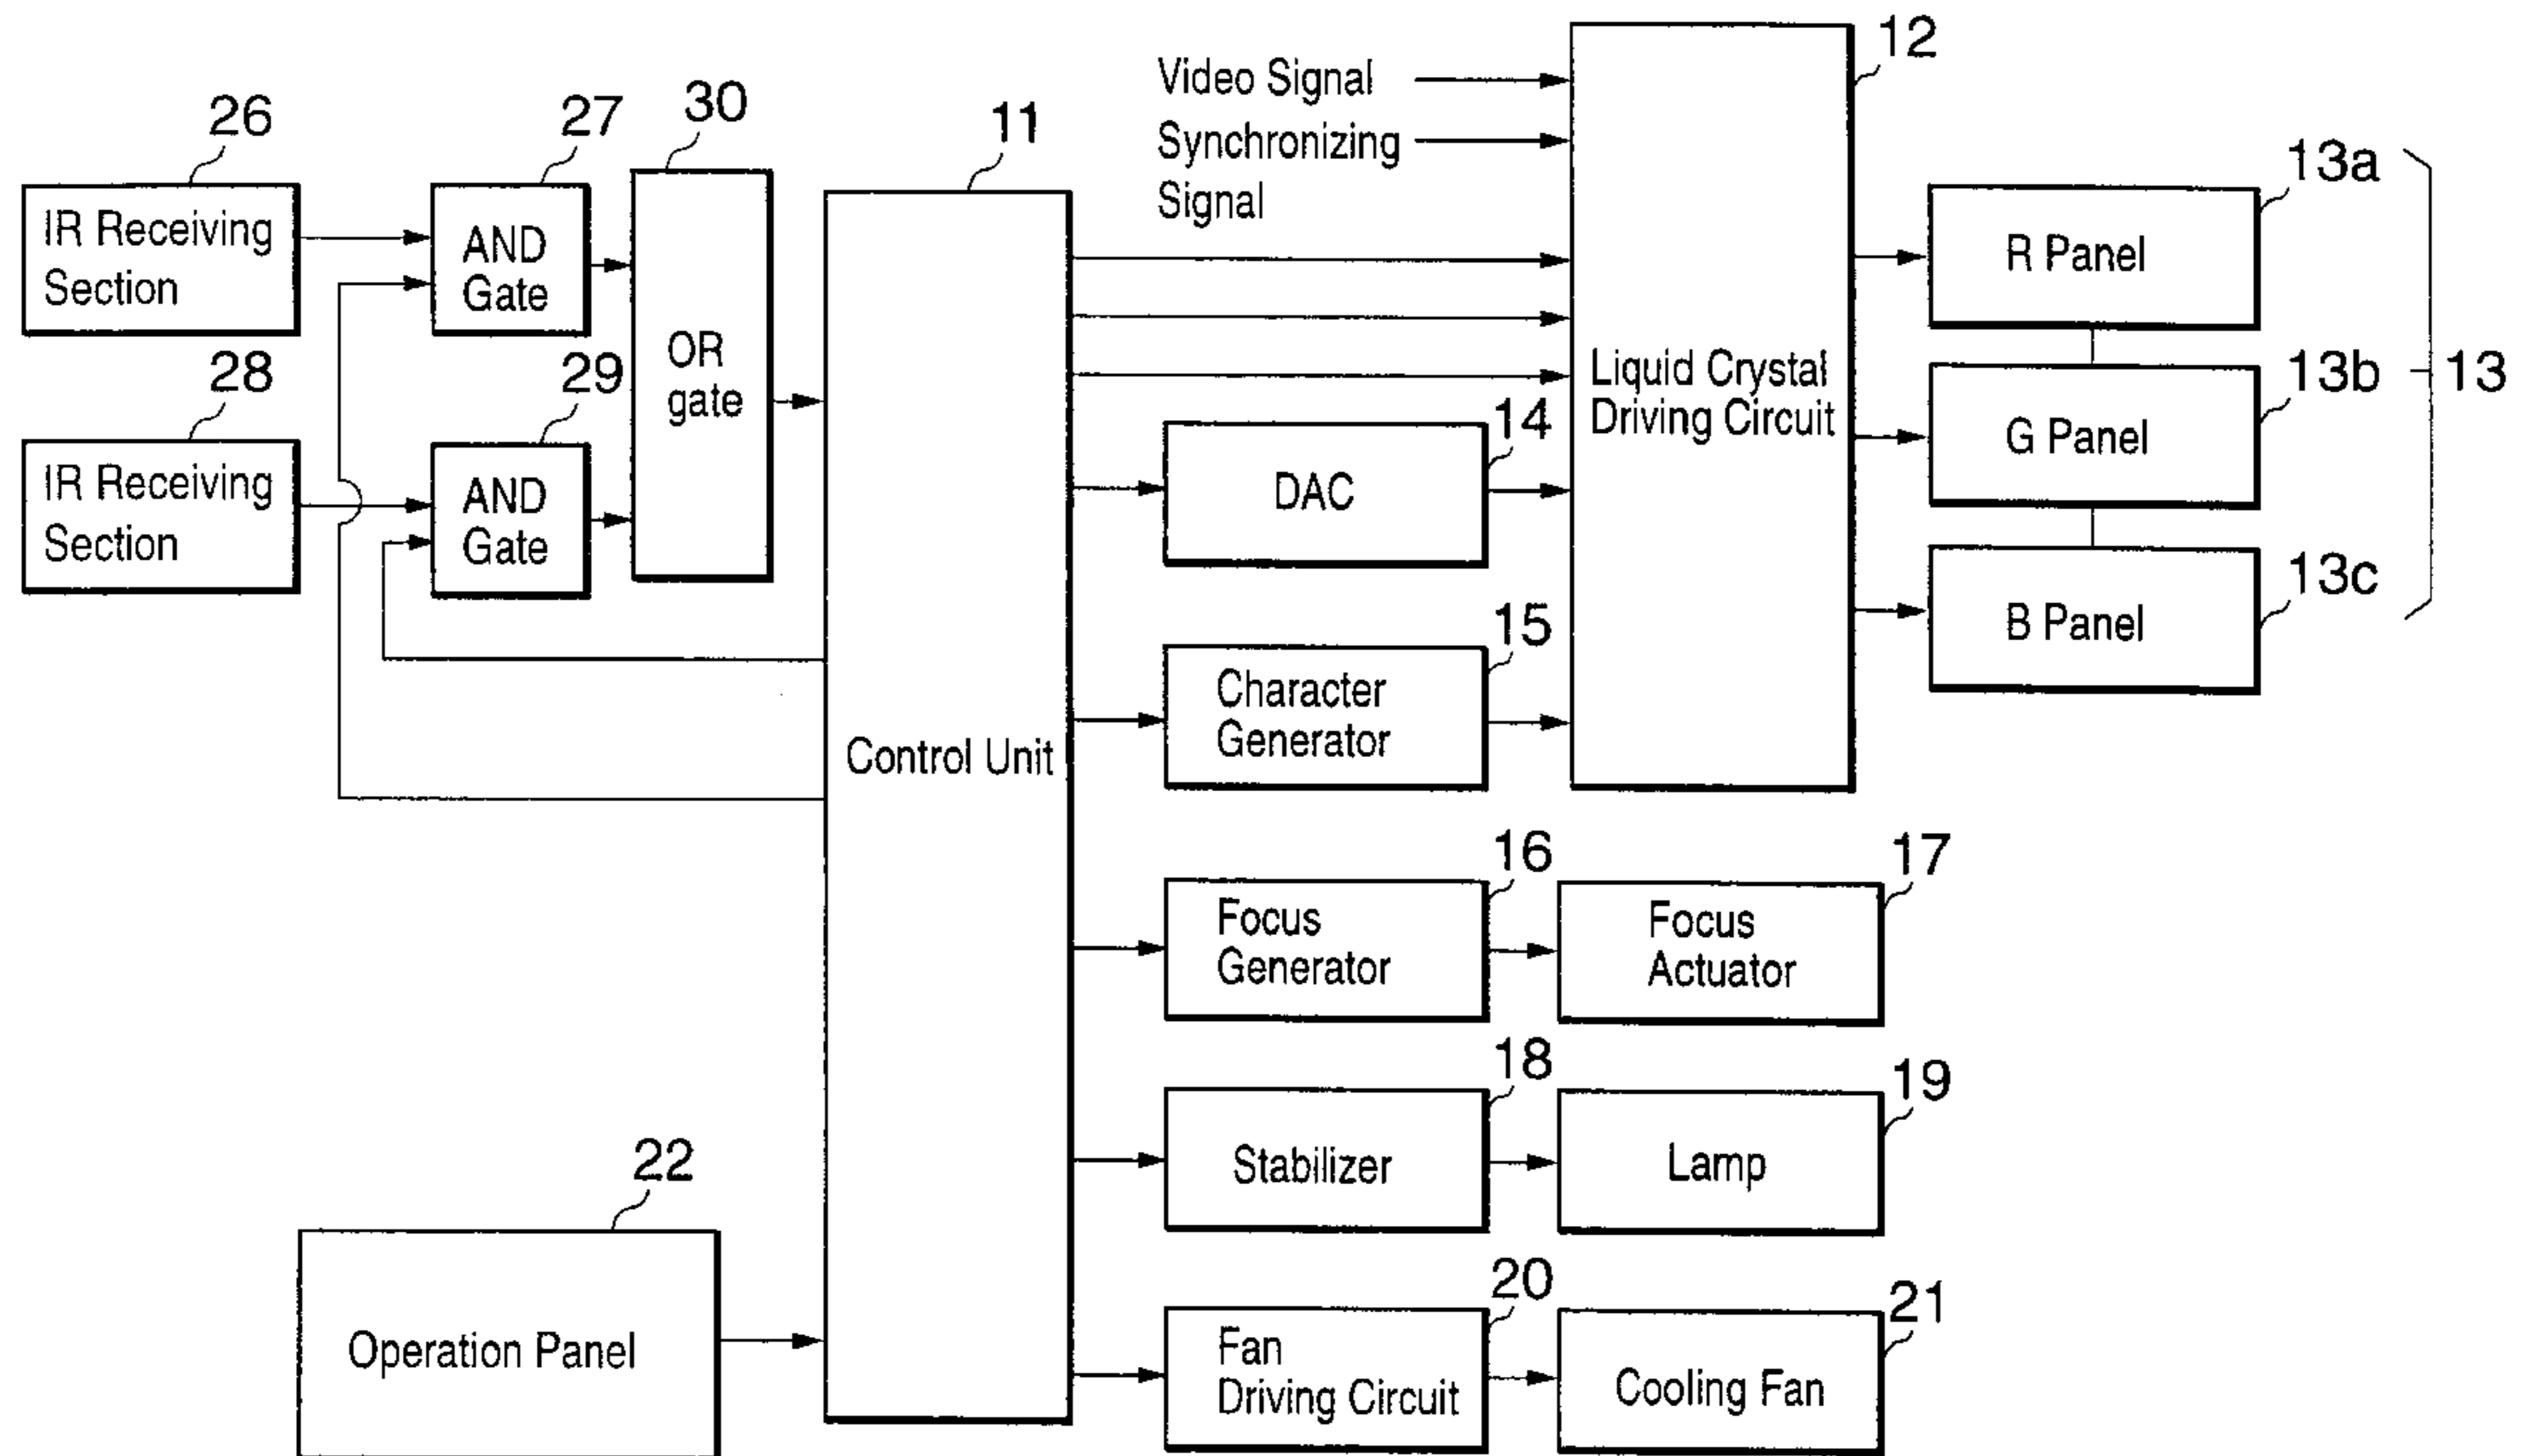 26
IR Receiving
Section
27
AND
Gate
28
IR Receiving
Section
29
AND
Gate
30
OR
gate
11
Control Unit
22
Operation Panel
Video Signal
Synchronizing
Signal
12
Liquid Crystal
Driving Circuit
13a
R Panel
13b
G Panel
13c
B Panel
13
14
DAC
15
Character
Generator
16
Focus
Generator
17
Focus
Actuator
18
Stabilizer
19
Lamp
20
Fan
Driving Circuit
21
Cooling Fan